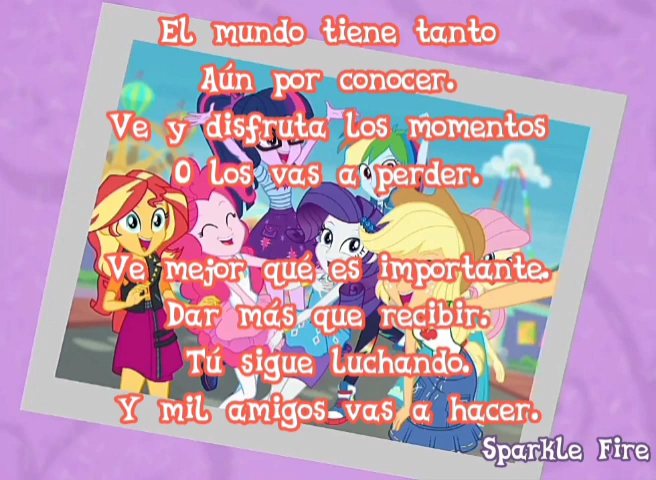 El mundo tiene tanto
Aún por conocer.
Ve y disfruta los momentos
O los vas a perder.
Ve mejor qué es importante.
Dar más que recibir.
Tú sigue luchando.
Y mil amigos vas a hacer.
Sparkle Fire